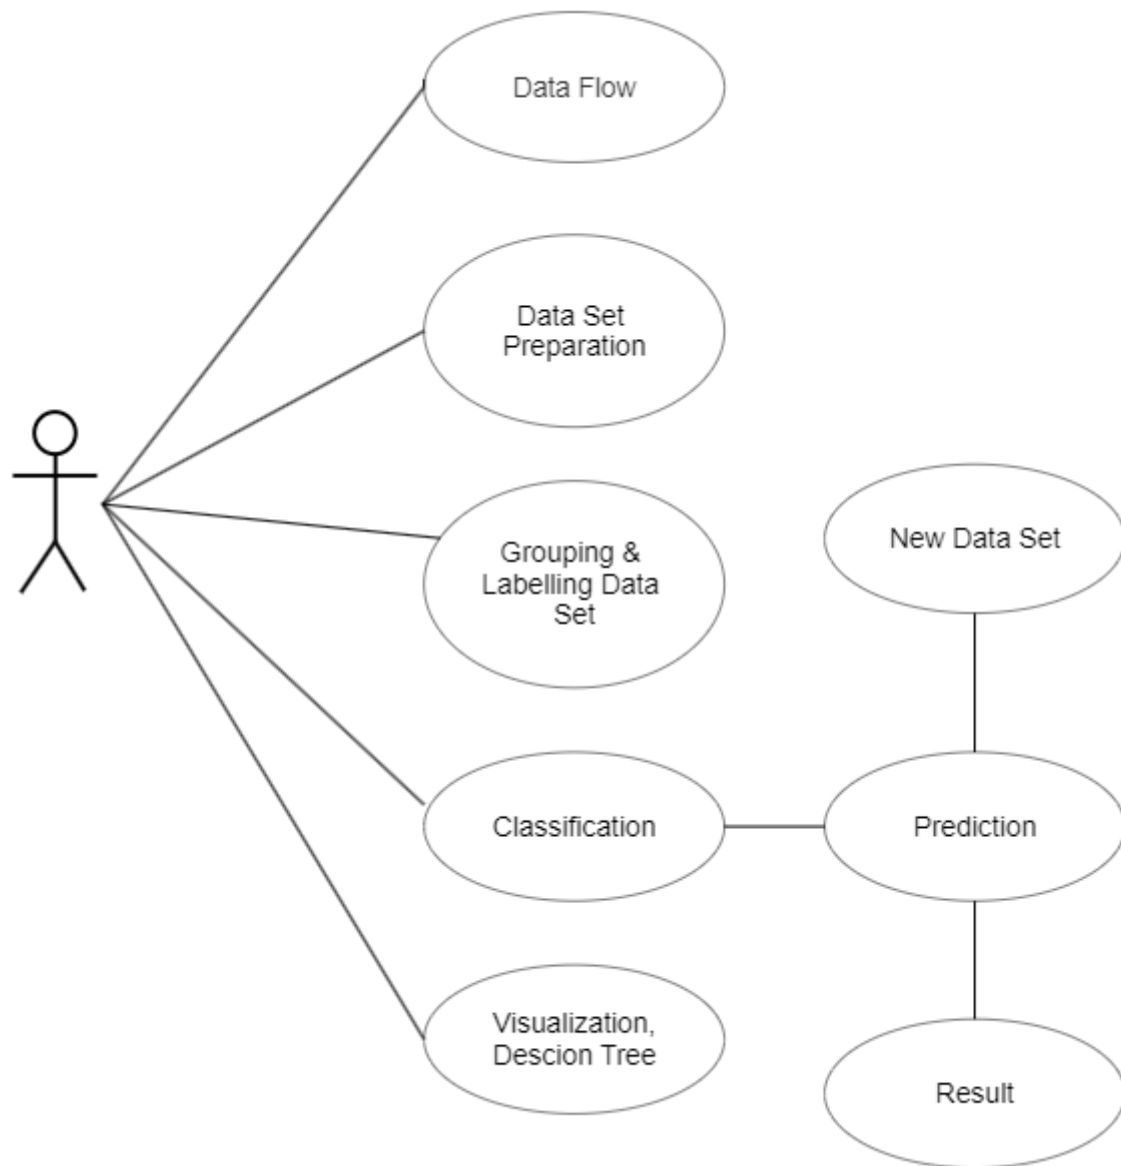 Data Flow
Data Set
Preparation
Grouping &
Labelling Data
Set
New Data Set
Classification
Prediction
Visualization,
Descion Tree
Result